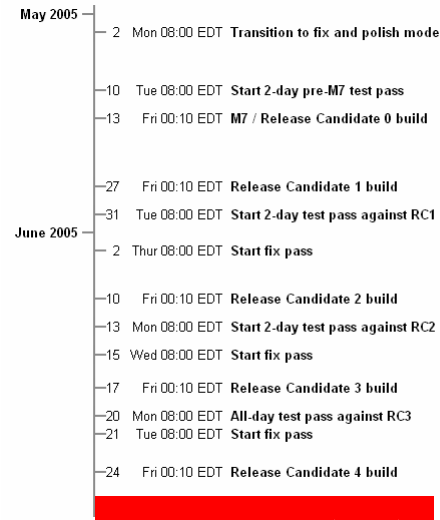 May 2005
2 Mon 08:00 EDT Transition to fix and polish mode
10 Tue 08:00 EDT Start 2-day pre-M7 test pass
13 Fri 00:10 EDT M7 / Release Candidate 0 build
27 Fri 00:10 EDT Release Candidate 1 build
31 Tue 08:00 EDT Start 2-day test pass against RC1
June 2005
2 Thur 08:00 EDT Start fix pass
10 Fri 00:10 EDT Release Candidate 2 build
13 Mon 08:00 EDT Start 2-day test pass against RC2
15 Wed 08:00 EDT Start fix pass
17 Fri 00:10 EDT Release Candidate 3 build
20 Mon 08:00 EDT All-day test pass against RC3
21 Tue 08:00 EDT Start fix pass
24 Fri 00:10 EDT Release Candidate 4 build